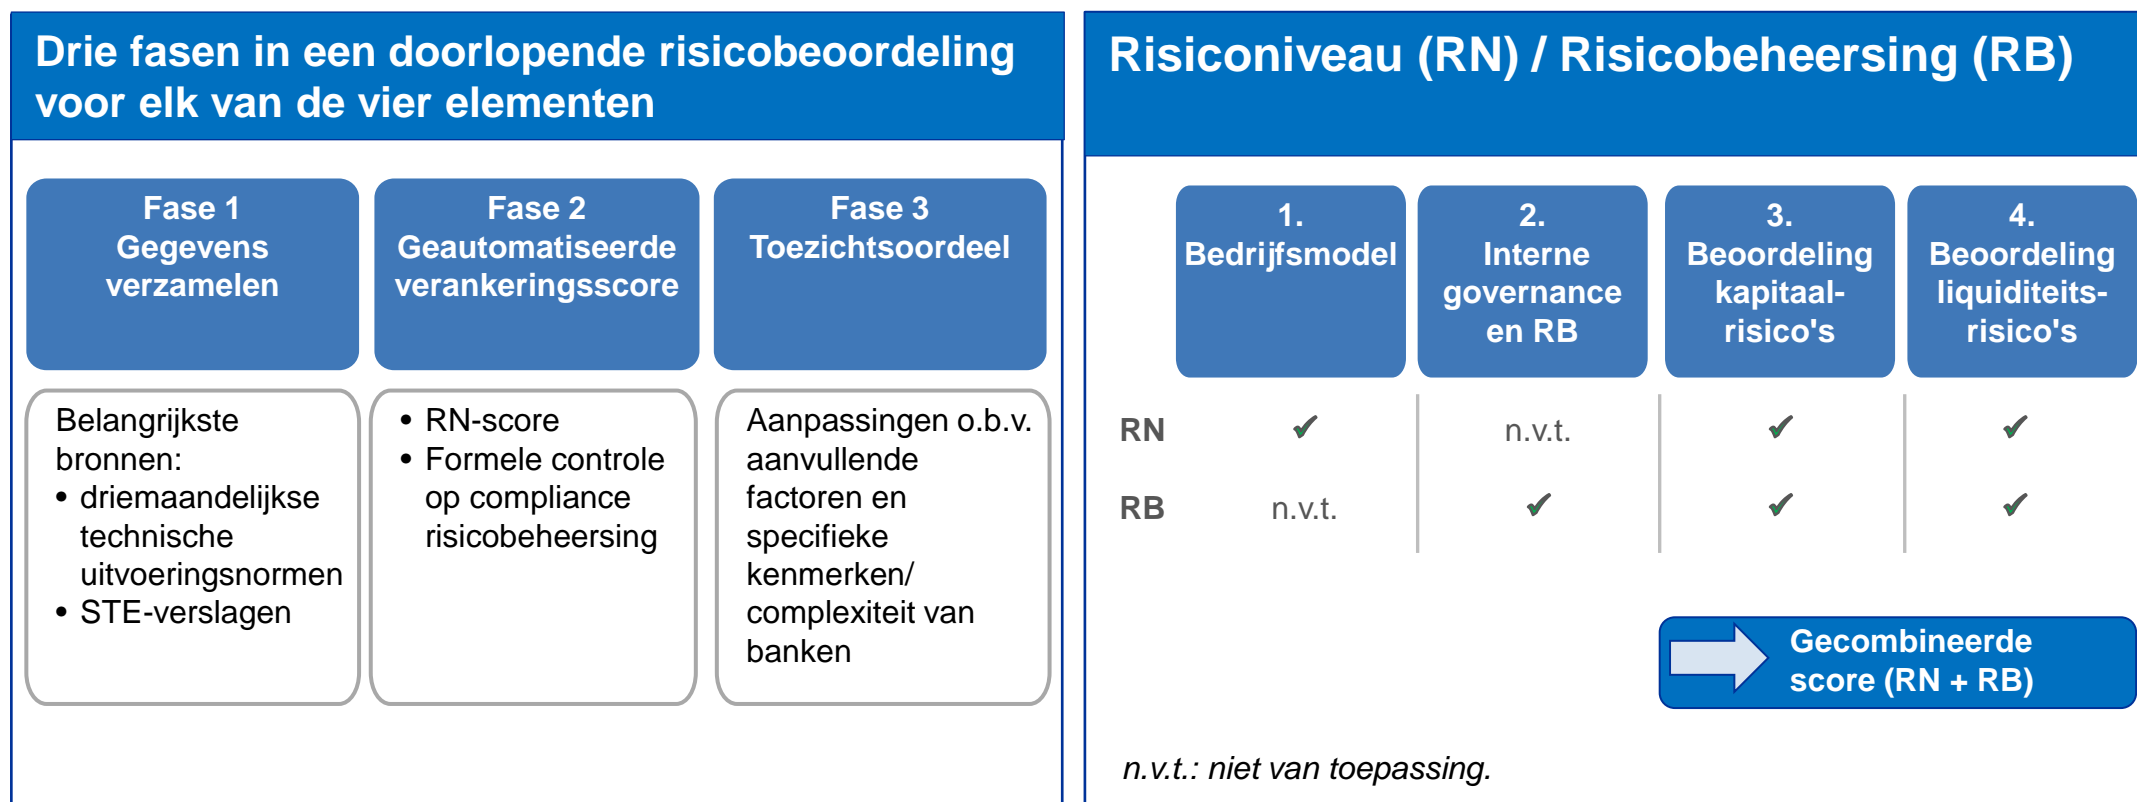 Drie fasen in een doorlopende risicobeoordeling
voor elk van de vier elementen
Fase 1
Gegevens
verzamelen
Fase 2
Geautomatiseerde
verankeringsscore
Fase 3
Toezichtsoordeel
Belangrijkste
bronnen:
• driemaandelijkse
technische
uitvoeringsnormen
• STE-verslagen
• RN-score
• Formele controle
op compliance
risicobeheersing
Aanpassingen o.b.v.
aanvullende
factoren en
specifieke
kenmerken/
complexiteit van
banken
Risiconiveau (RN) / Risicobeheersing (RB)
1.
Bedrijfsmodel
2.
Interne
governance
en RB
3.
Beoordeling
kapitaal-
risico's
4.
Beoordeling
liquiditeits-
risico's
RN ✔ n.v.t. ✔ ✔
RB n.v.t. ✔ ✔ ✔
Gecombineerde
score (RN + RB)
n.v.t.: niet van toepassing.